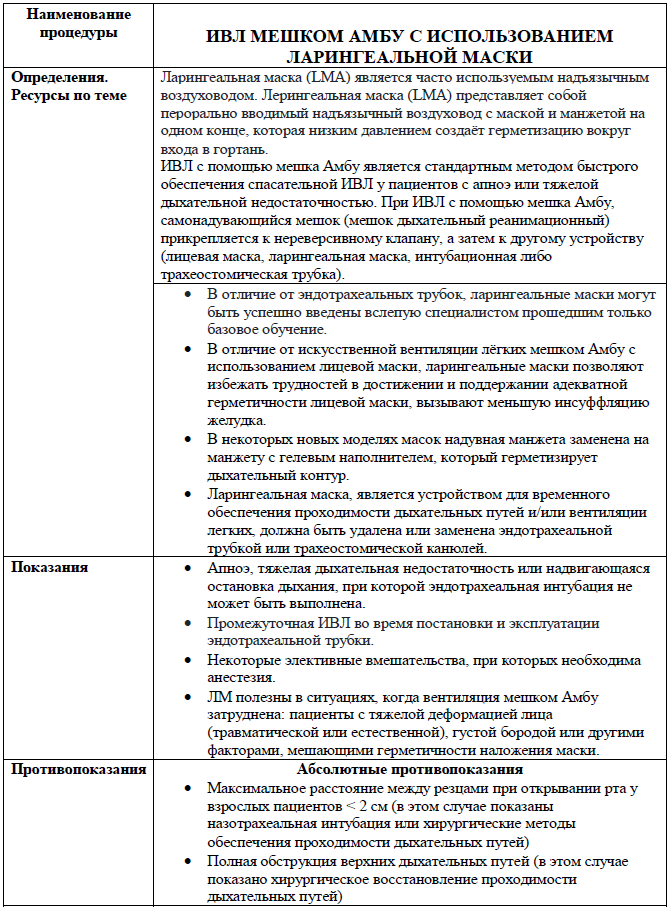 Наименование
процедуры
ИВЛ МЕШКОМ АМБУ С ИСПОЛЬЗОВАНИЕМ
ЛАРИНГЕАЛЬНОЙ МАСКИ
Определения.
Ресурсы по теме
Ларингеальная маска (LMA) является часто используемым надъязычным
воздуховодом. Лерингеальная маска (LMA) представляет собой
перорально вводимый надъязычный воздуховод с маской и манжетой на
одном конце, которая низким давлением создаёт герметизацию вокруг
входа в гортань.
ИВЛ с помощью мешка Амбу является стандартным методом быстрого
обеспечения спасательной ИВЛ у пациентов с апноэ или тяжелой
дыхательной недостаточностью. При ИВЛ с помощью мешка Амбу,
самонадувающийся мешок (мешок дыхательный реанимационный)
прикрепляется к нереверсивному клапану, а затем к другому устройству
(лицевая маска, ларингеальная маска, интубационная либо
трахеостомическая трубка).
• В отличие от эндотрахеальных трубок, ларингеальные маски могут
быть успешно введены вслепую специалистом прошедшим только
базовое обучение.
• В отличие от искусственной вентиляции лёгких мешком Амбу с
использованием лицевой маски, ларингеальные маски позволяют
избежать трудностей в достижении и поддержании адекватной
герметичности лицевой маски, вызывают меньшую инсуффляцию
желудка.
• В некоторых новых моделях масок надувная манжета заменена на
манжету с гелевым наполнителем, который герметизирует
дыхательный контур.
• Ларингеальная маска, является устройством для временного
обеспечения проходимости дыхательных путей и/или вентиляции
легких, должна быть удалена или заменена эндотрахеальной
трубкой или трахеостомической канюлей.
Показания
• Апноэ, тяжелая дыхательная недостаточность или надвигающаяся
остановка дыхания, при которой эндотрахеальная интубация не
может быть выполнена.
• Промежуточная ИВЛ во время постановки и эксплуатации
эндотрахеальной трубки.
• Некоторые элективные вмешательства, при которых необходима
анестезия.
• ЛМ полезны в ситуациях, когда вентиляция мешком Амбу
затруднена: пациенты с тяжелой деформацией лица
(травматической или естественной), густой бородой или другими
факторами, мешающими герметичности наложения маски.
Противопоказания
Абсолютные противопоказания
• Максимальное расстояние между резцами при открывании рта у
взрослых пациентов < 2 см (в этом случае показаны
назотрахеальная интубация или хирургические методы
обеспечения проходимости дыхательных путей)
• Полная обструкция верхних дыхательных путей (в этом случае
показано хирургическое восстановление проходимости
дыхательных путей)